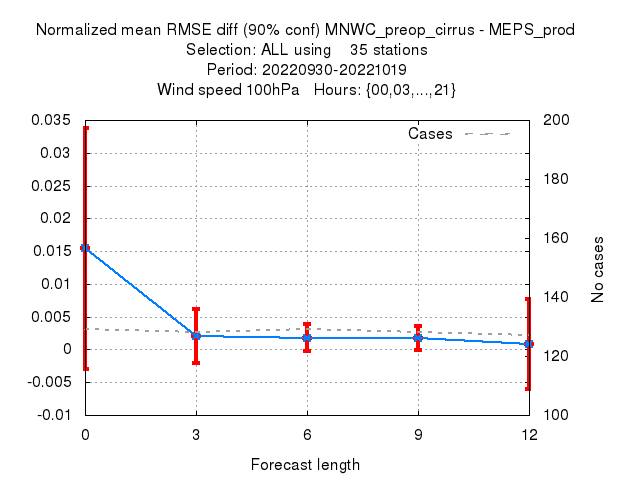 Normalized mean RMSE diff (90% conf) MNWC_preop_cirrus - MEPS_prod
Selection: ALL using    35 stations
Period: 20220930-20221019
Wind speed 100hPa   Hours: {00,03,...,21}
Cases
0.035
0.03
0.025
0.02
0.015
0.01
0.005
0
-0.005
-0.01
200
180
160
140
120
100
No cases
0 3 6 9 12
Forecast length